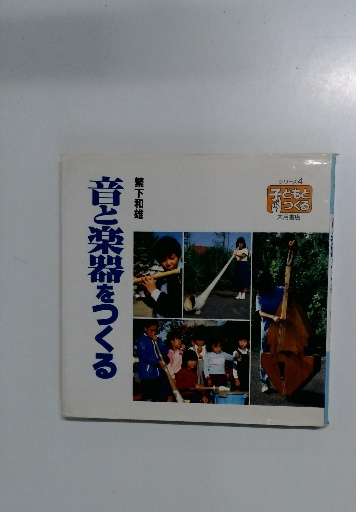 音と楽器をつくる
繁下和雄
シリーズ4
子どもと
つくる
大月書店